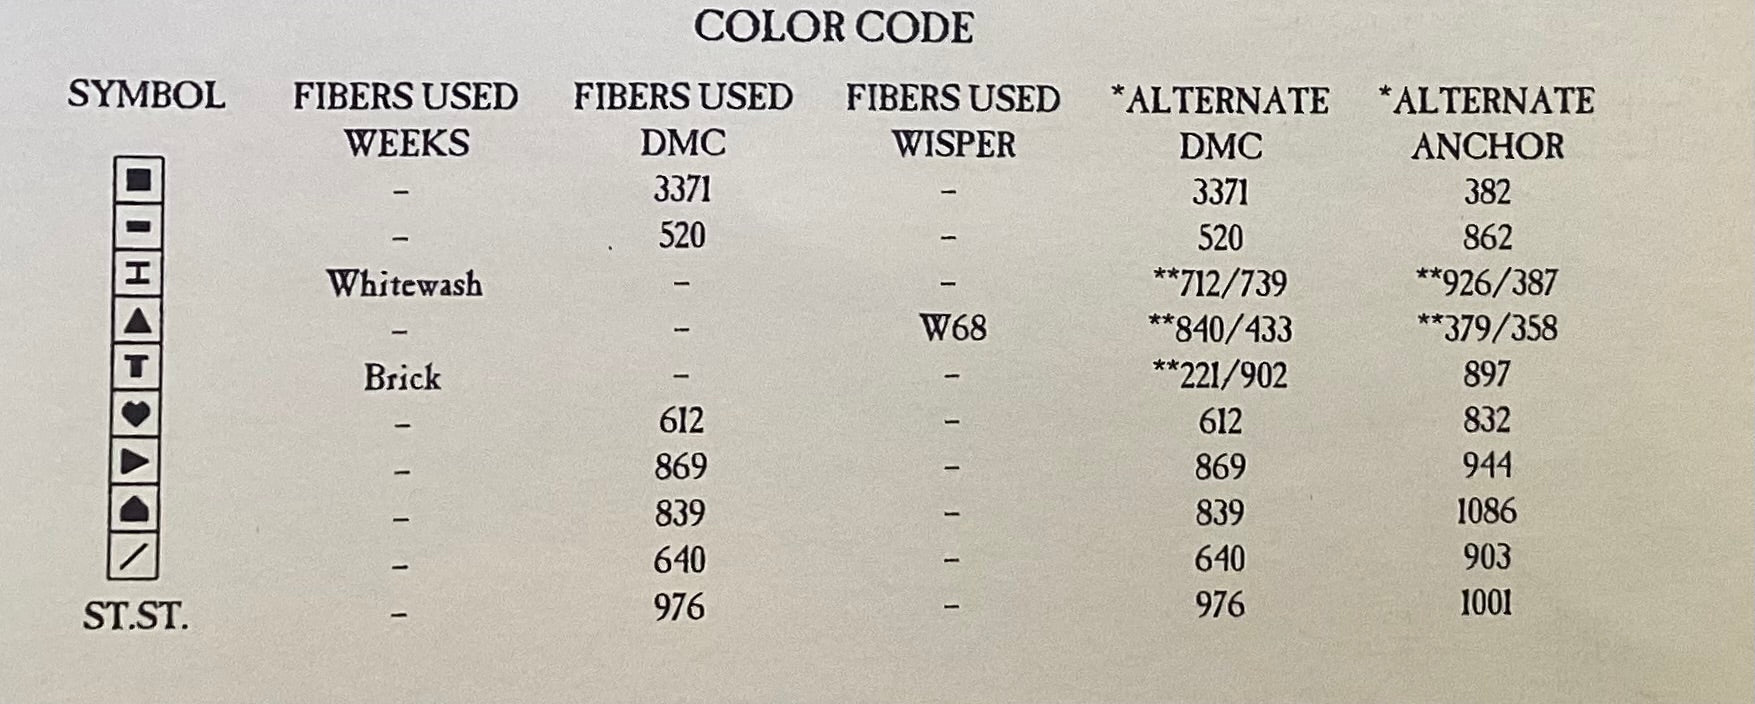 COLOR CODE
SYMBOL FIBERS USED FIBERS USED FIBERS USED *ALTERNATE *ALTERNATE
WEEKS DMC WISPER DMC ANCHOR
■ – 3371 – 3371 382
▬ – 520 – 520 862
I Whitewash – – **712/739 **926/387
▲ – – W68 **840/433 **379/358
T Brick – – **221/902 897
♥ – 612 – 612 832
▶ – 869 – 869 944
– 839 – 839 1086
/ – 640 – 640 903
ST.ST. – 976 – 976 1001